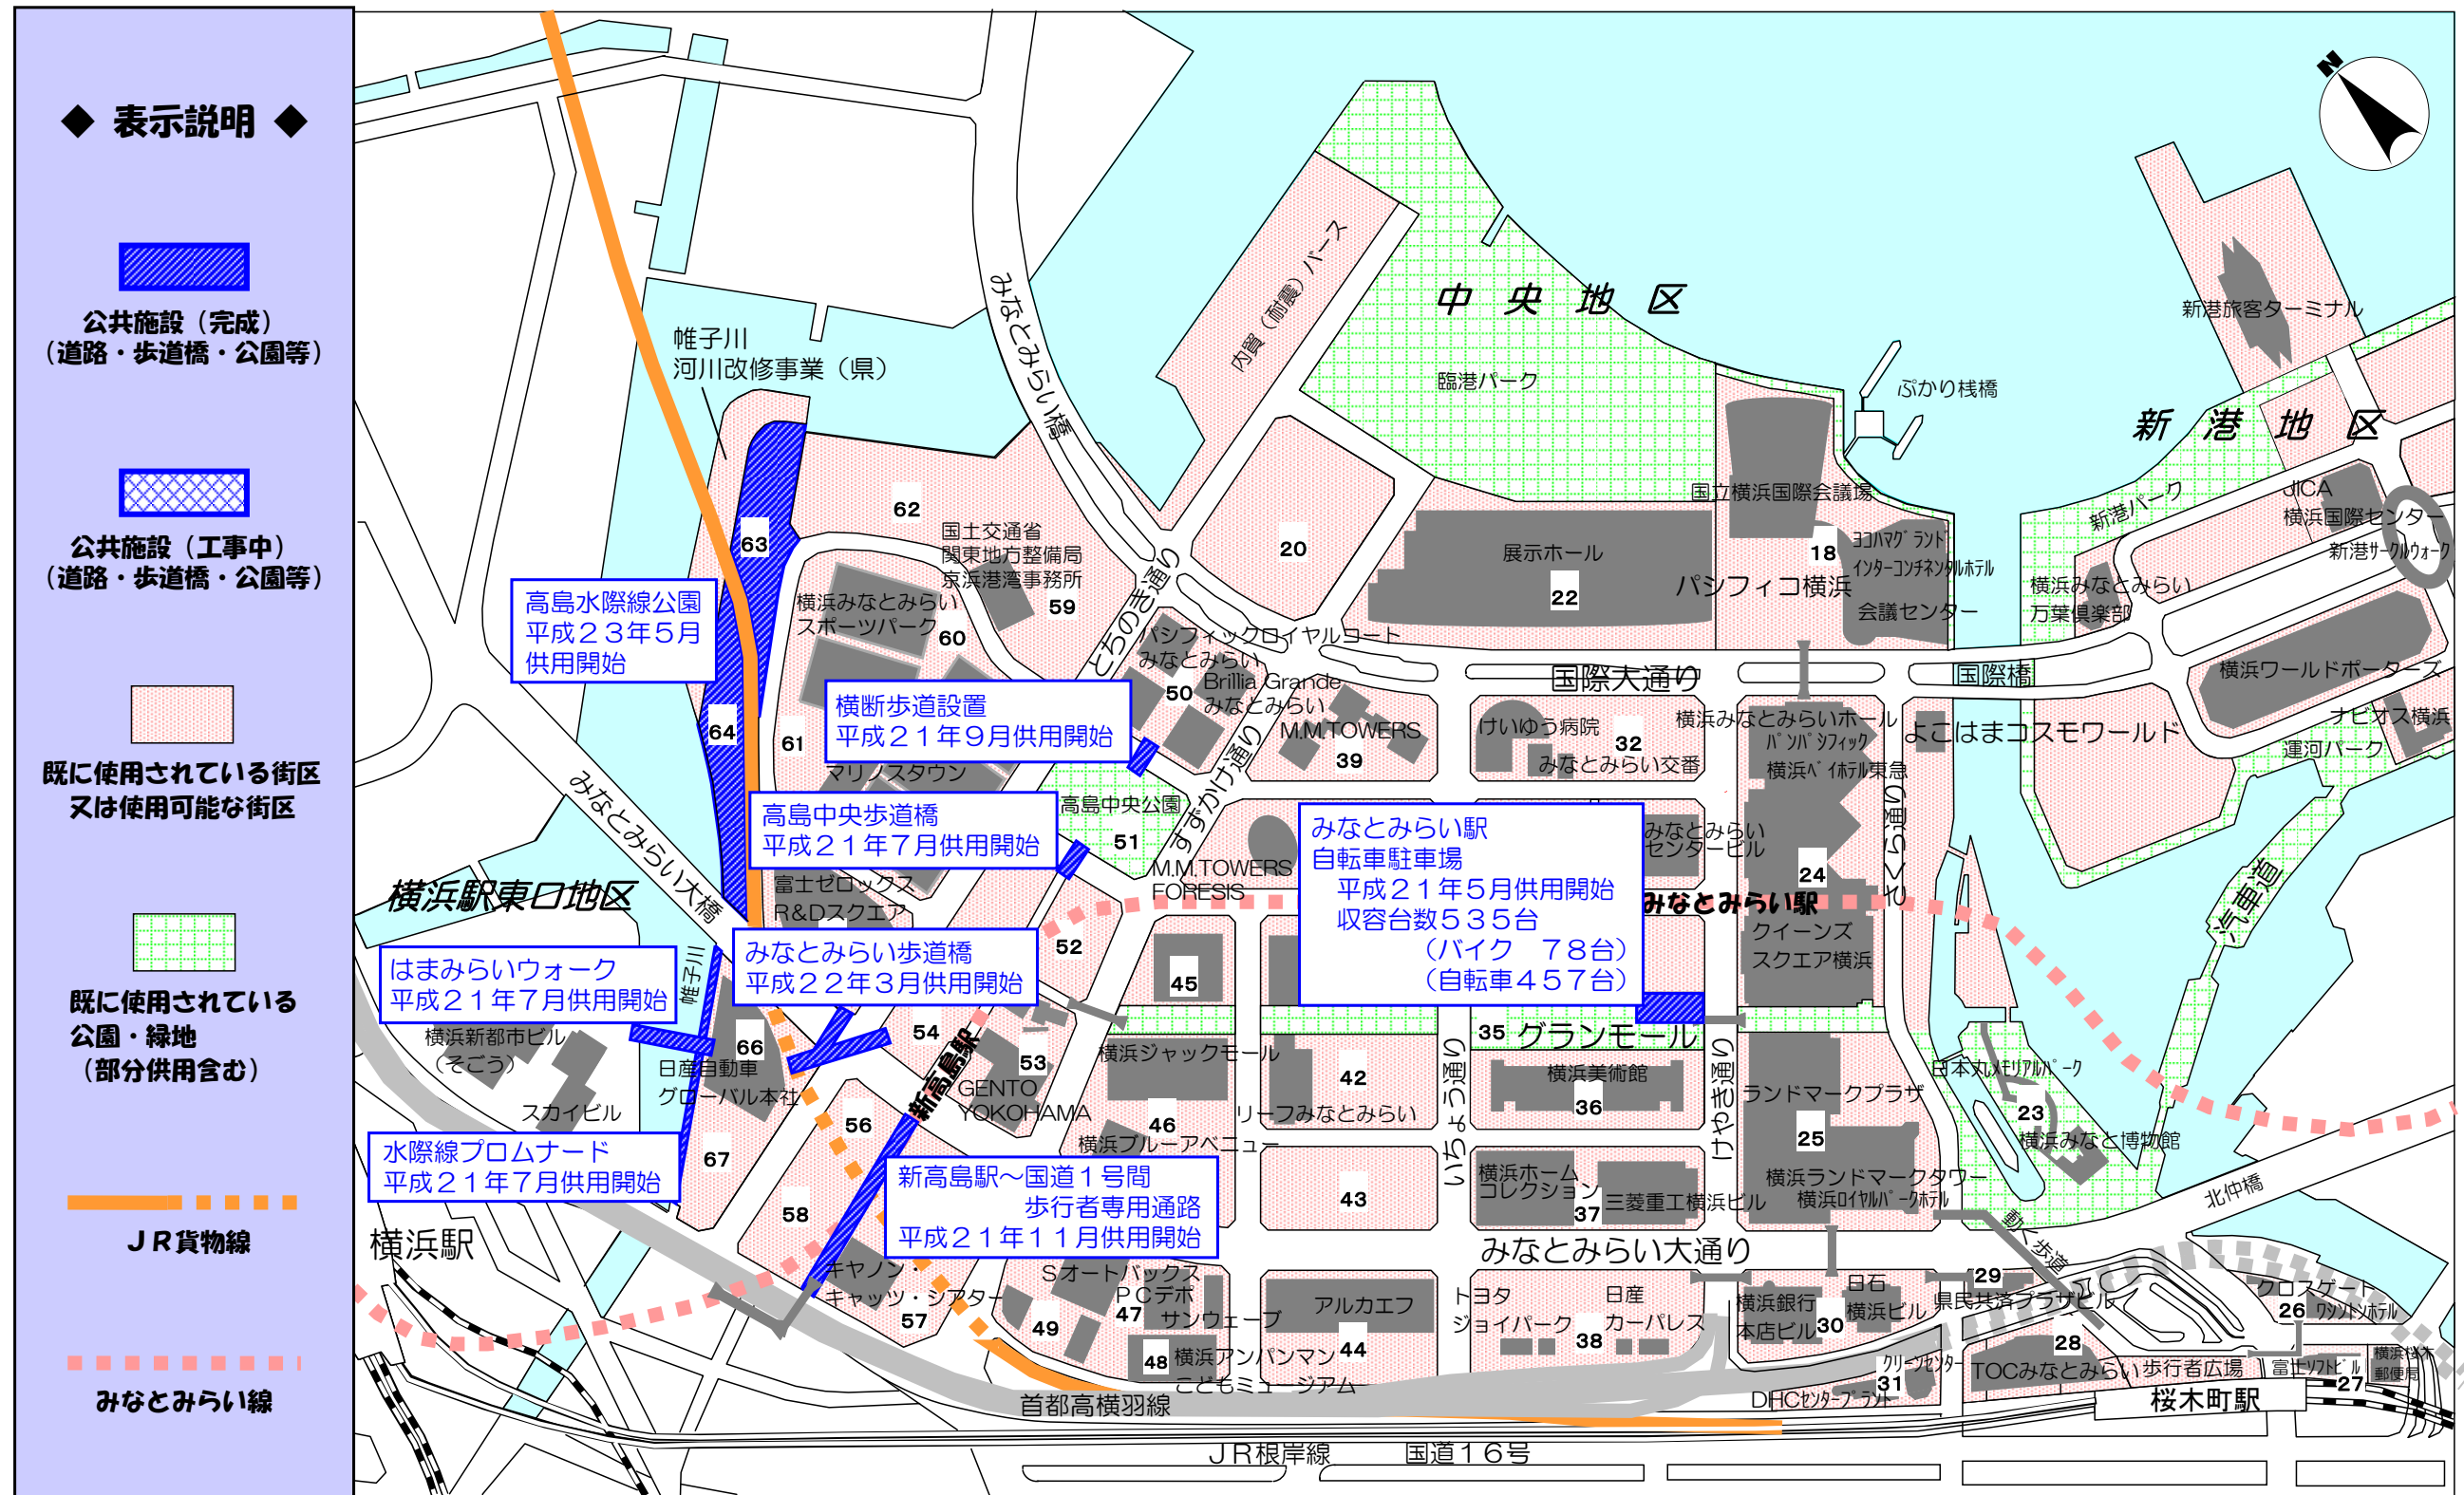 ◆ 表示説明 ◆
公共施設（完成）
（道路・歩道橋・公園等）
公共施設（工事中）
（道路・歩道橋・公園等）
既に使用されている街区
又は使用可能な街区
既に使用されている
公園・緑地
（部分供用含む）
ＪＲ貨物線
みなとみらい線
N
中央地区
新港地区
横浜駅東口地区
帷子川
河川改修事業（県）
みなとみらい橋
内貿（耐震）バース
臨港パーク
ぷかり桟橋
新港旅客ターミナル
新港パーク
JICA
横浜国際センター
新港サークルウォーク
63
62
国土交通省
関東地方整備局
京浜港湾事務所
59
20
とちのき通り
展示ホール
22
国立横浜国際会議場
18
ﾖｺﾊﾏｸﾞﾗﾝﾄﾞ
ｲﾝﾀｰｺﾝﾁﾈﾝﾀﾙﾎﾃﾙ
パシフィコ横浜
会議センター
横浜みなとみらい
万葉倶楽部
高島水際線公園
平成２３年５月
供用開始
横浜みなとみらい
スポーツパーク
60
パシフィックロイヤルコート
みなとみらい
50
Brillia Grande
みなとみらい
国際大通り
国際橋
横浜ワールドポーターズ
ナビオス横浜
運河パーク
64
61
横断歩道設置
平成２１年９月供用開始
マリノスタウン
M.M.TOWERS
39
けいゆう病院
32
みなとみらい交番
横浜みなとみらいホール
ﾊﾟﾝﾊﾟｼﾌｨｯｸ
横浜ﾍﾞｲﾎﾃﾙ東急
よこはまコスモワールド
みなとみらい大橋
高島中央歩道橋
平成２１年７月供用開始
高島中央公園
51
すずかけ通り
M.M.TOWERS
FORESIS
みなとみらい駅
自転車駐車場
平成２１年５月供用開始
収容台数５３５台
（バイク　７８台）
（自転車４５７台）
みなとみらい
センタービル
24
さくら通り
みなとみらい駅
クイーンズ
スクエア横浜
汽車道
富士ゼロックス
R&Dスクエア
みなとみらい歩道橋
平成２２年３月供用開始
52
45
はまみらいウォーク
平成２１年７月供用開始
帷子川
横浜新都市ビル
（そごう）
スカイビル
66
日産自動車
グローバル本社
54
新高島駅
53
GENTO
YOKOHAMA
横浜ジャックモール
46
42
リーフみなとみらい
横浜ブルーアベニュー
35
グランモール
横浜美術館
36
いちょう通り
けやき通り
ランドマークプラザ
25
日本丸ﾒﾓﾘｱﾙﾊﾟｰｸ
23
横浜みなと博物館
水際線プロムナード
平成２１年７月供用開始
67
56
58
新高島駅～国道１号間
歩行者専用通路
平成２１年１１月供用開始
43
横浜ホーム
コレクション
37
三菱重工横浜ビル
横浜ランドマークタワー
横浜ﾛｲﾔﾙﾊﾟｰｸﾎﾃﾙ
北仲橋
動く歩道
みなとみらい大通り
横浜駅
キヤノン・
キャッツ・シアター
57
49
Ｓオートバックス
ＰＣデポ
47
サンウェーブ
48
横浜アンパンマン
こどもミュージアム
アルカエフ
44
トヨタ
ジョイパーク
日産
カーパレス
38
横浜銀行
本店ビル
30
日石
横浜ビル
29
県民共済プラザビル
クロスゲート
26
ﾜｼﾝﾄﾝﾎﾃﾙ
28
TOCみなとみらい
歩行者広場
富士ｿﾌﾄﾋﾞﾙ
27
横浜桜木
郵便局
ｸﾘｰﾝｾﾝﾀｰ
31
DHCｾﾝﾀｰﾌﾟﾗﾝﾄ
桜木町駅
首都高横羽線
ＪＲ根岸線
国道１６号